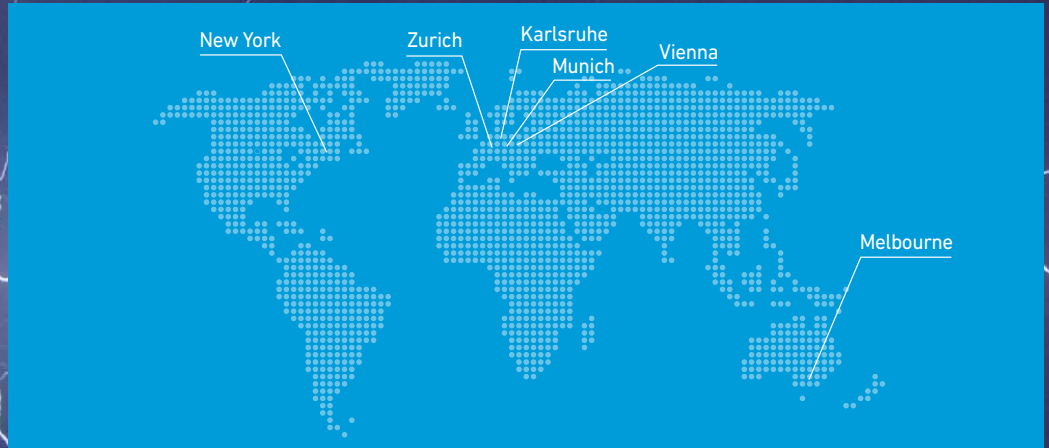 New York
Zurich
Karlsruhe
Munich
Vienna
Melbourne